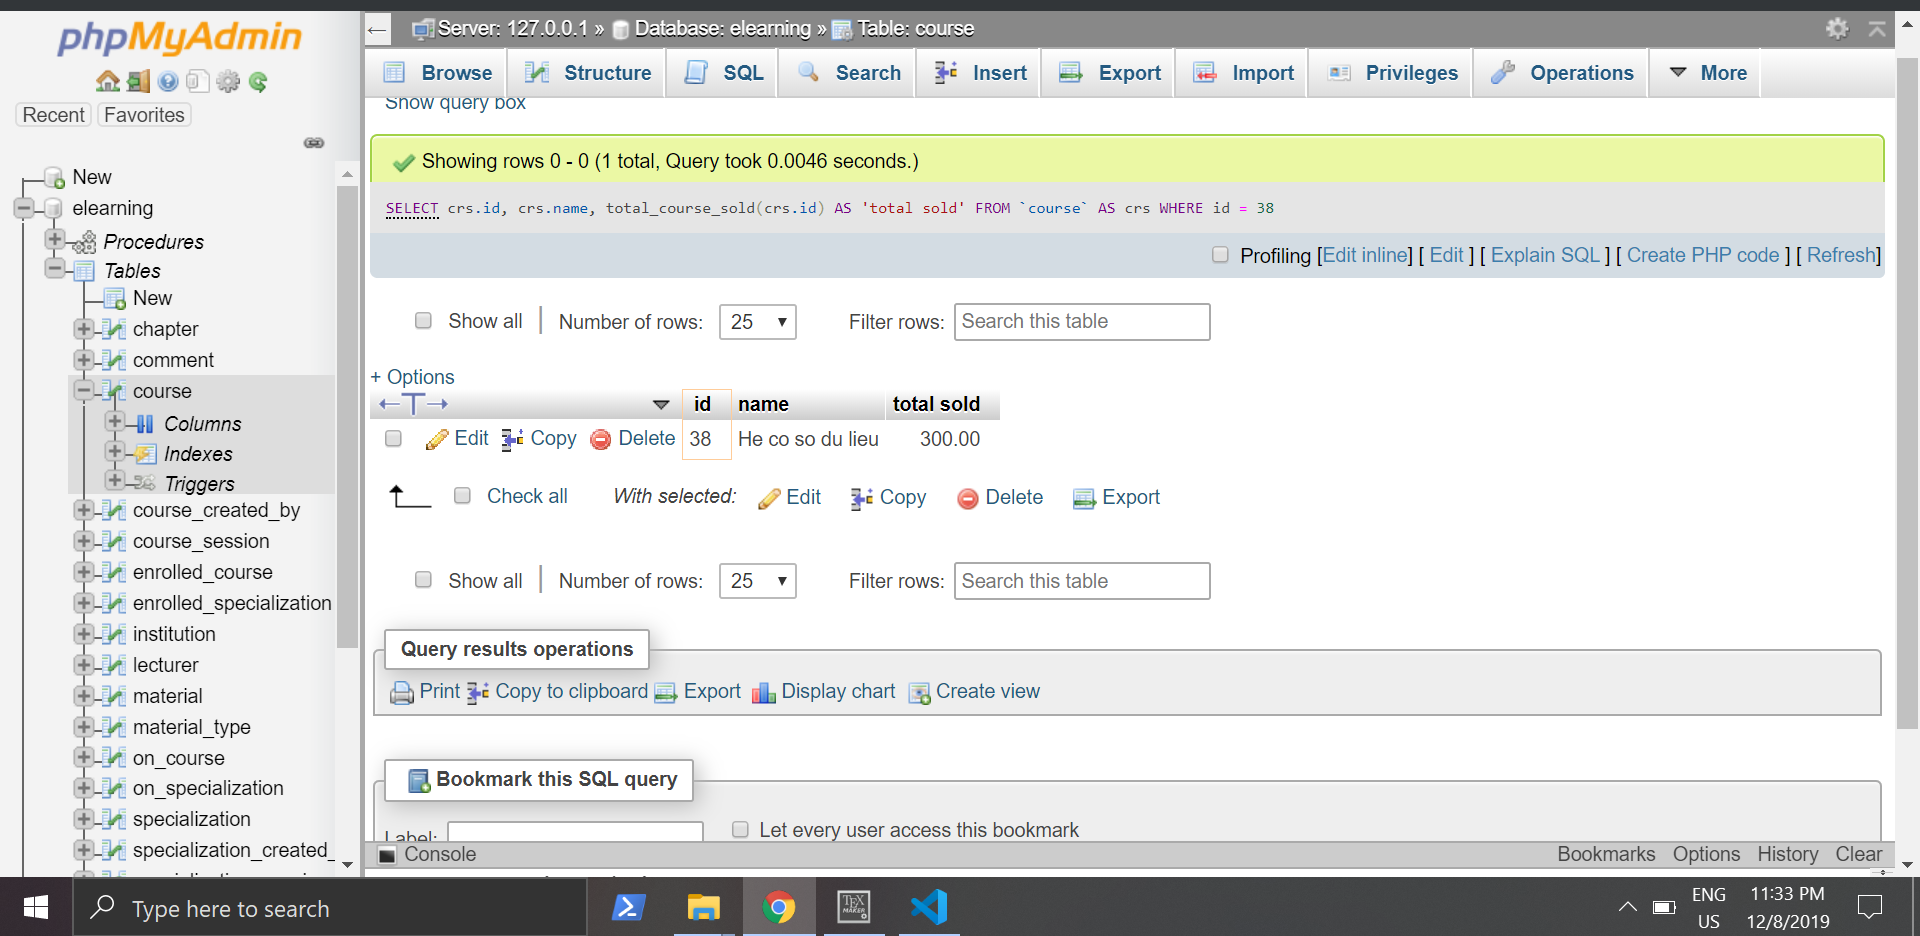 phpMyAdmin
Recent
Favorites
New
elearning
Procedures
Tables
New
chapter
comment
course
Columns
Indexes
Triggers
course_created_by
course_session
enrolled_course
enrolled_specialization
institution
lecturer
material
material_type
on_course
on_specialization
specialization
specialization_created_
← Server: 127.0.0.1 » Database: elearning » Table: course
Browse Structure SQL Search Insert Export Import Privileges Operations More
Show query box
Showing rows 0 - 0 (1 total, Query took 0.0046 seconds.)
SELECT crs.id, crs.name, total_course_sold(crs.id) AS 'total sold' FROM `course` AS crs WHERE id = 38
Profiling [Edit inline] [ Edit ] [ Explain SQL ] [ Create PHP code ] [ Refresh]
Show all Number of rows: 25 Filter rows: Search this table
+ Options
←T→ id name total sold
Edit Copy Delete 38 He co so du lieu 300.00
Check all With selected: Edit Copy Delete Export
Show all Number of rows: 25 Filter rows: Search this table
Query results operations
Print Copy to clipboard Export Display chart Create view
Bookmark this SQL query
Label: Let every user access this bookmark
Console Bookmarks Options History Clear
Type here to search
TEX MAKER
ENG
US
11:33 PM
12/8/2019